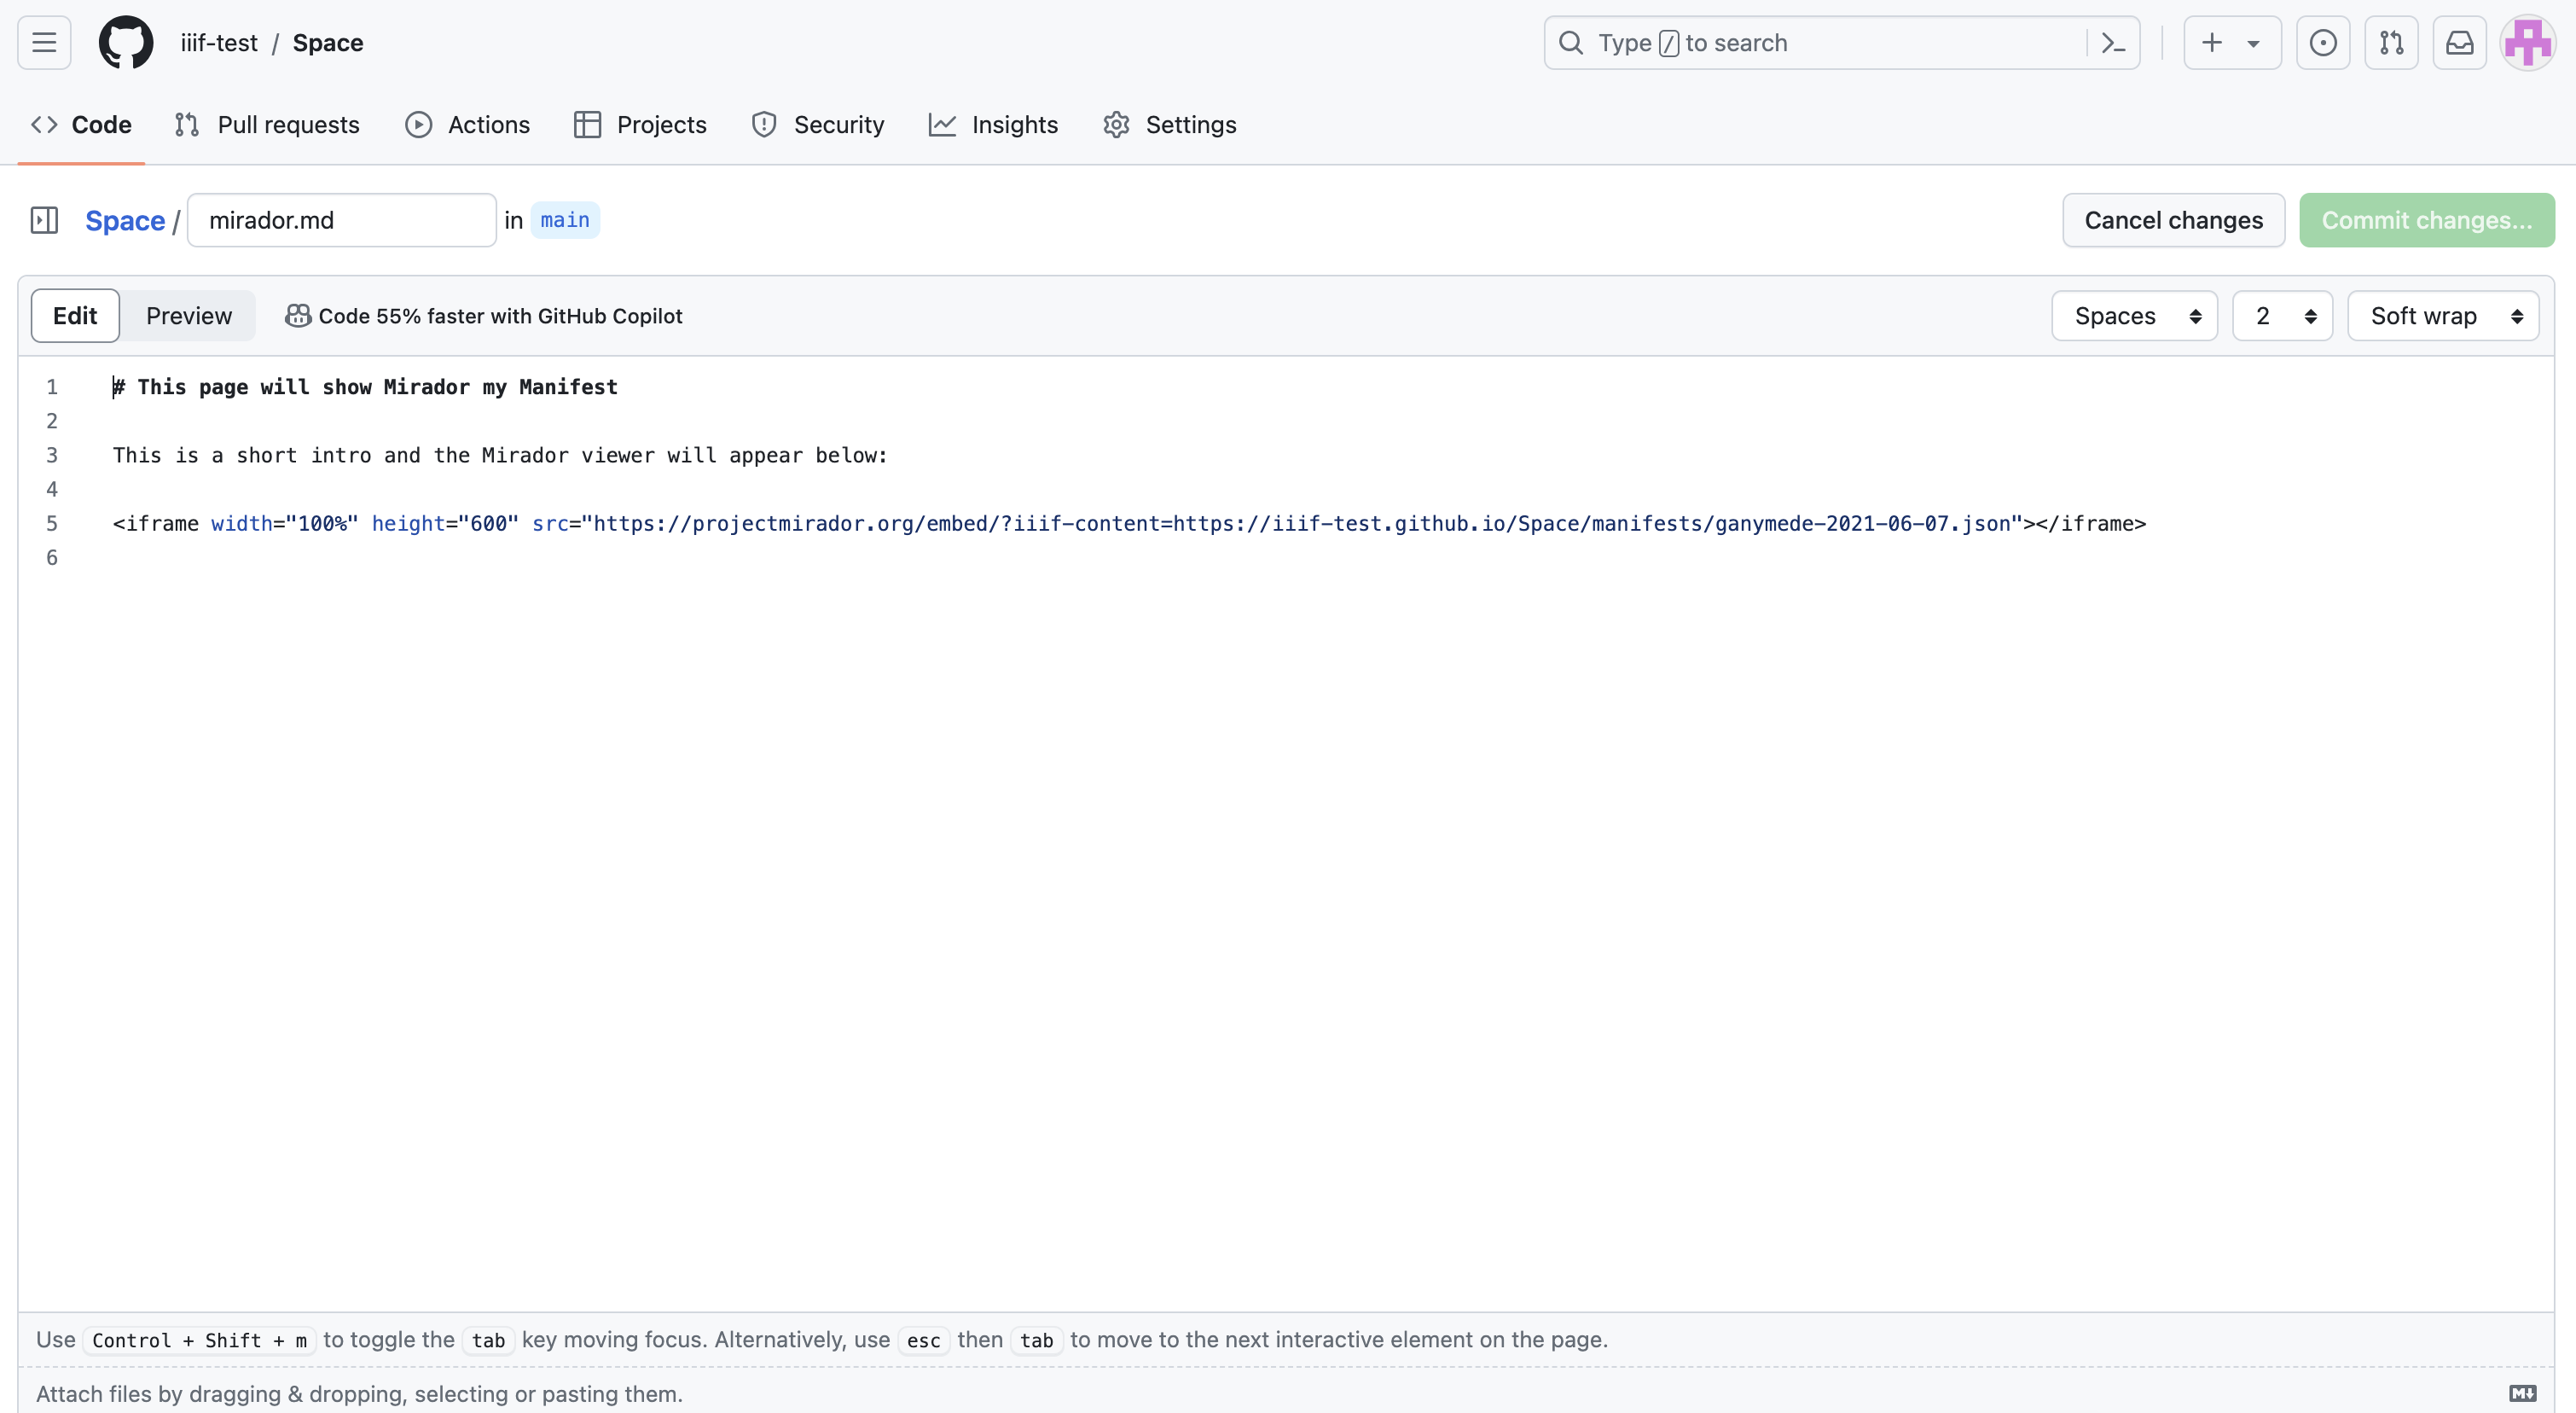 iiif-test / Space
Type / to search
Code Pull requests Actions Projects Security Insights Settings
Space / mirador.md in main Cancel changes Commit changes...
Edit Preview Code 55% faster with GitHub Copilot Spaces 2 Soft wrap
1 # This page will show Mirador my Manifest
2
3 This is a short intro and the Mirador viewer will appear below:
4
5 <iframe width="100%" height="600" src="https://projectmirador.org/embed/?iiif-content=https://iiif-test.github.io/Space/manifests/ganymede-2021-06-07.json"></iframe>
6
Use Control + Shift + m to toggle the tab key moving focus. Alternatively, use esc then tab to move to the next interactive element on the page.
Attach files by dragging & dropping, selecting or pasting them.